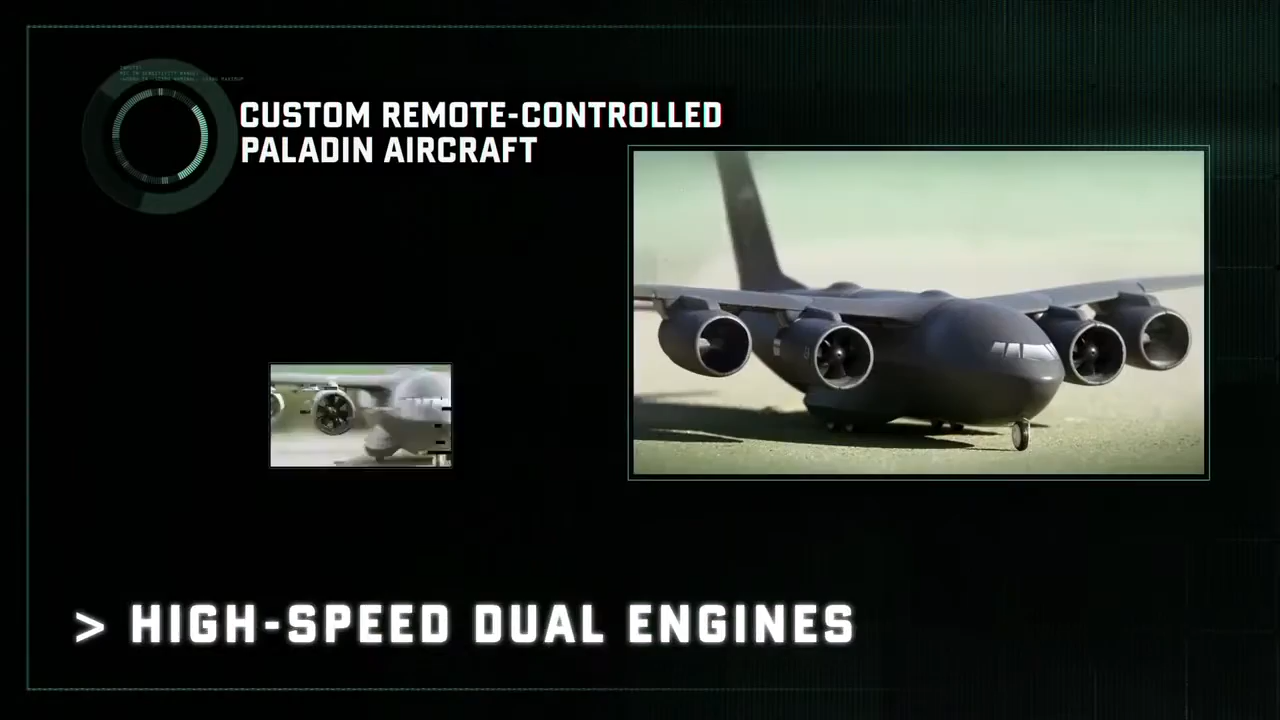 CUSTOM REMOTE-CONTROLLED
PALADIN AIRCRAFT
> HIGH-SPEED DUAL ENGINES